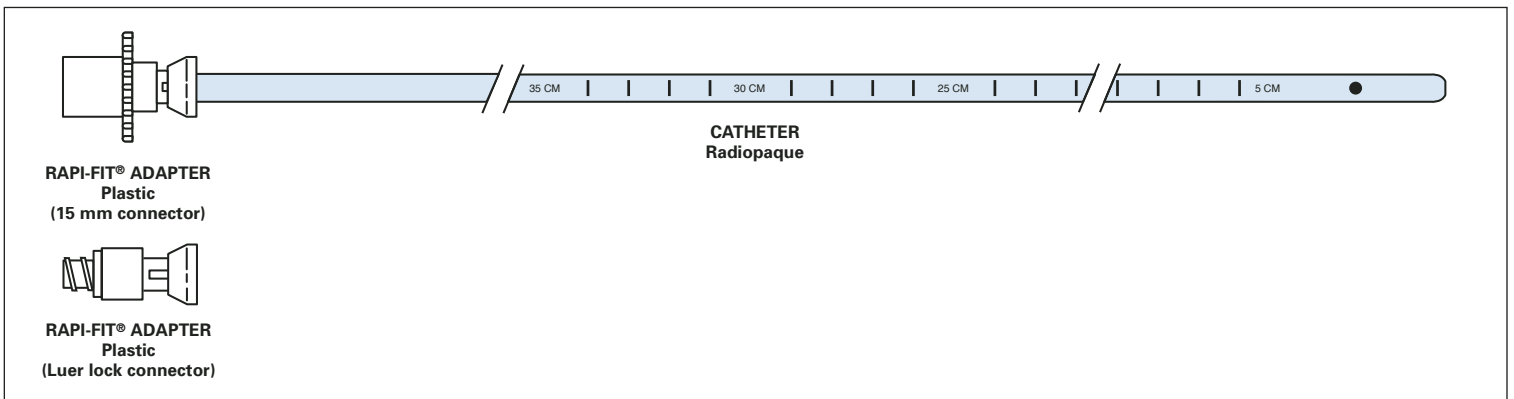 35 CM
30 CM
25 CM
5 CM
CATHETER
Radiopaque
RAPI-FIT® ADAPTER
Plastic
(15 mm connector)
RAPI-FIT® ADAPTER
Plastic
(Luer lock connector)